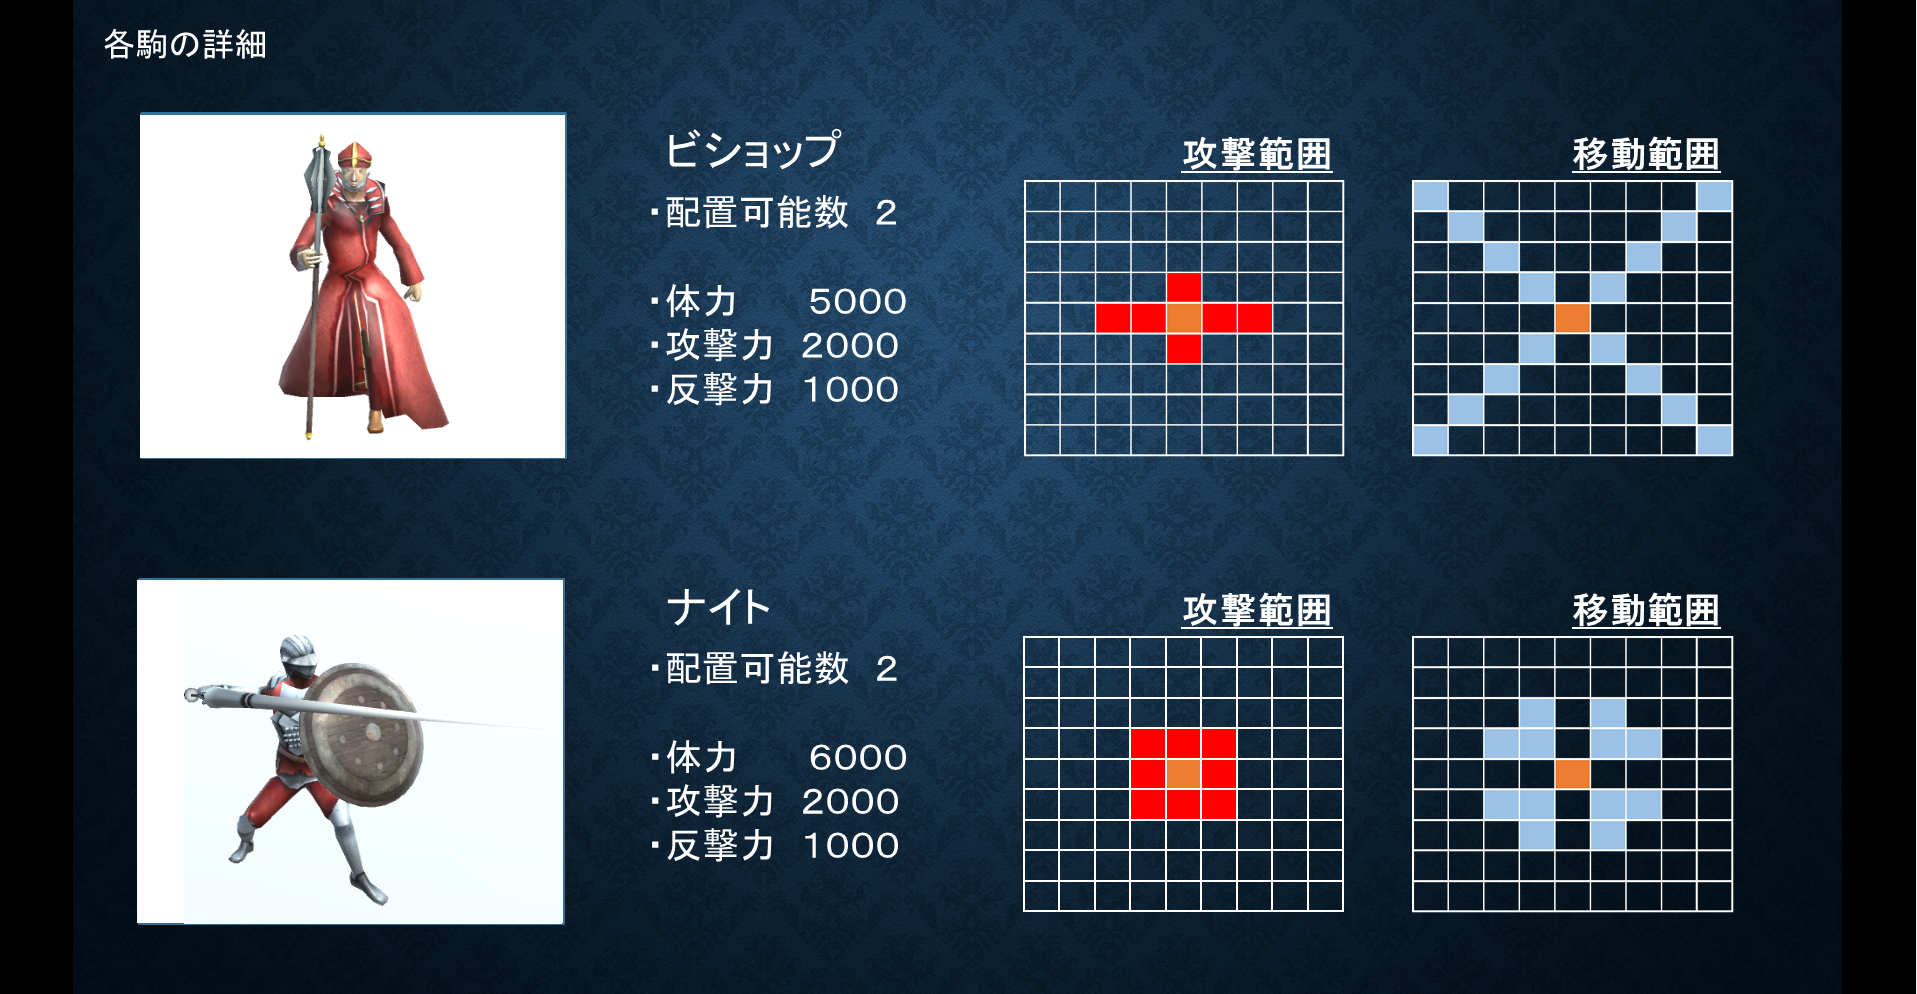 各駒の詳細
ビショップ
・配置可能数　２
・体力　　５０００
・攻撃力　２０００
・反撃力　１０００
攻撃範囲
移動範囲
ナイト
・配置可能数　２
・体力　　６０００
・攻撃力　２０００
・反撃力　１０００
攻撃範囲
移動範囲